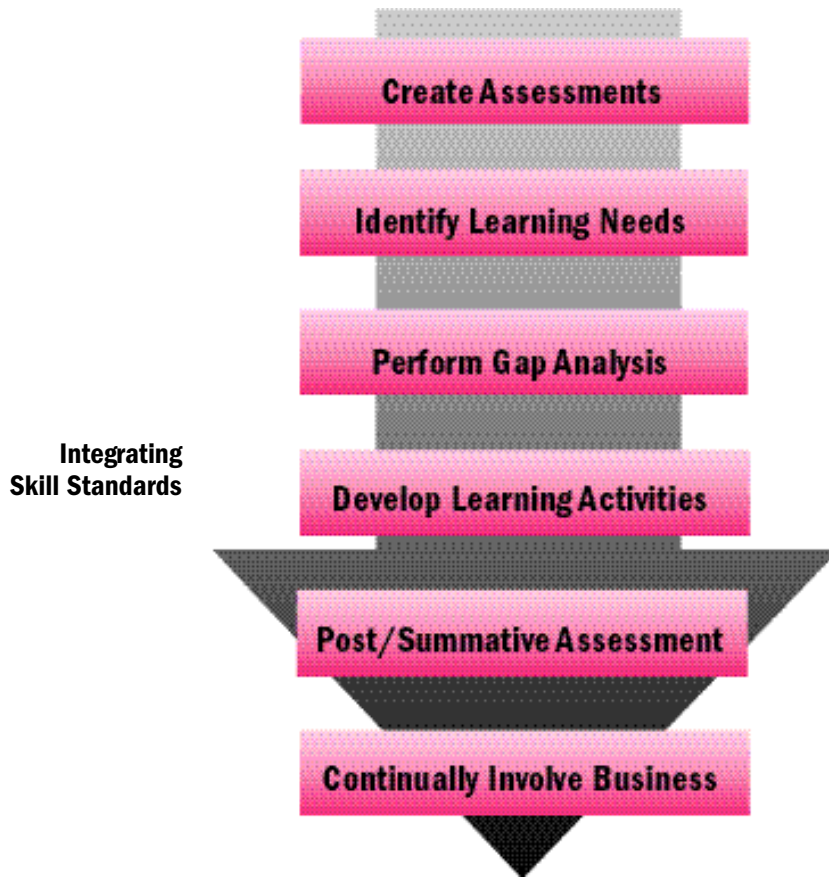 Create Assessments
Identify Learning Needs
Perform Gap Analysis
Integrating
Skill Standards
Develop Learning Activities
Post/Summative Assessment
Continually Involve Business